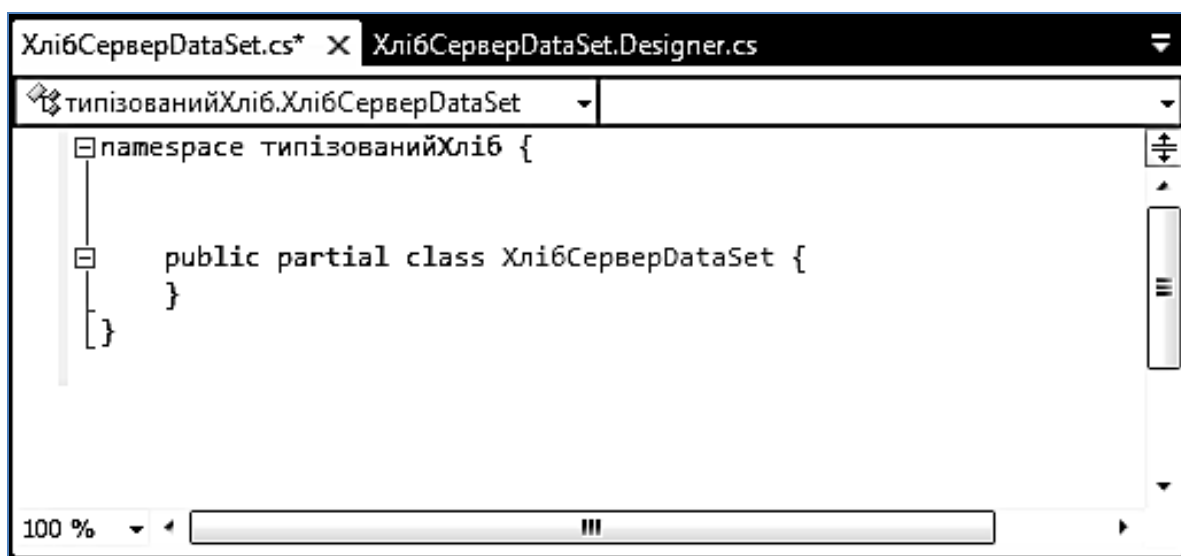 ХлібСерверDataSet.cs* X ХлібСерверDataSet.Designer.cs
типізованийХліб.ХлібСерверDataSet
namespace типізованийХліб {
public partial class ХлібСерверDataSet {
}
}
100 %